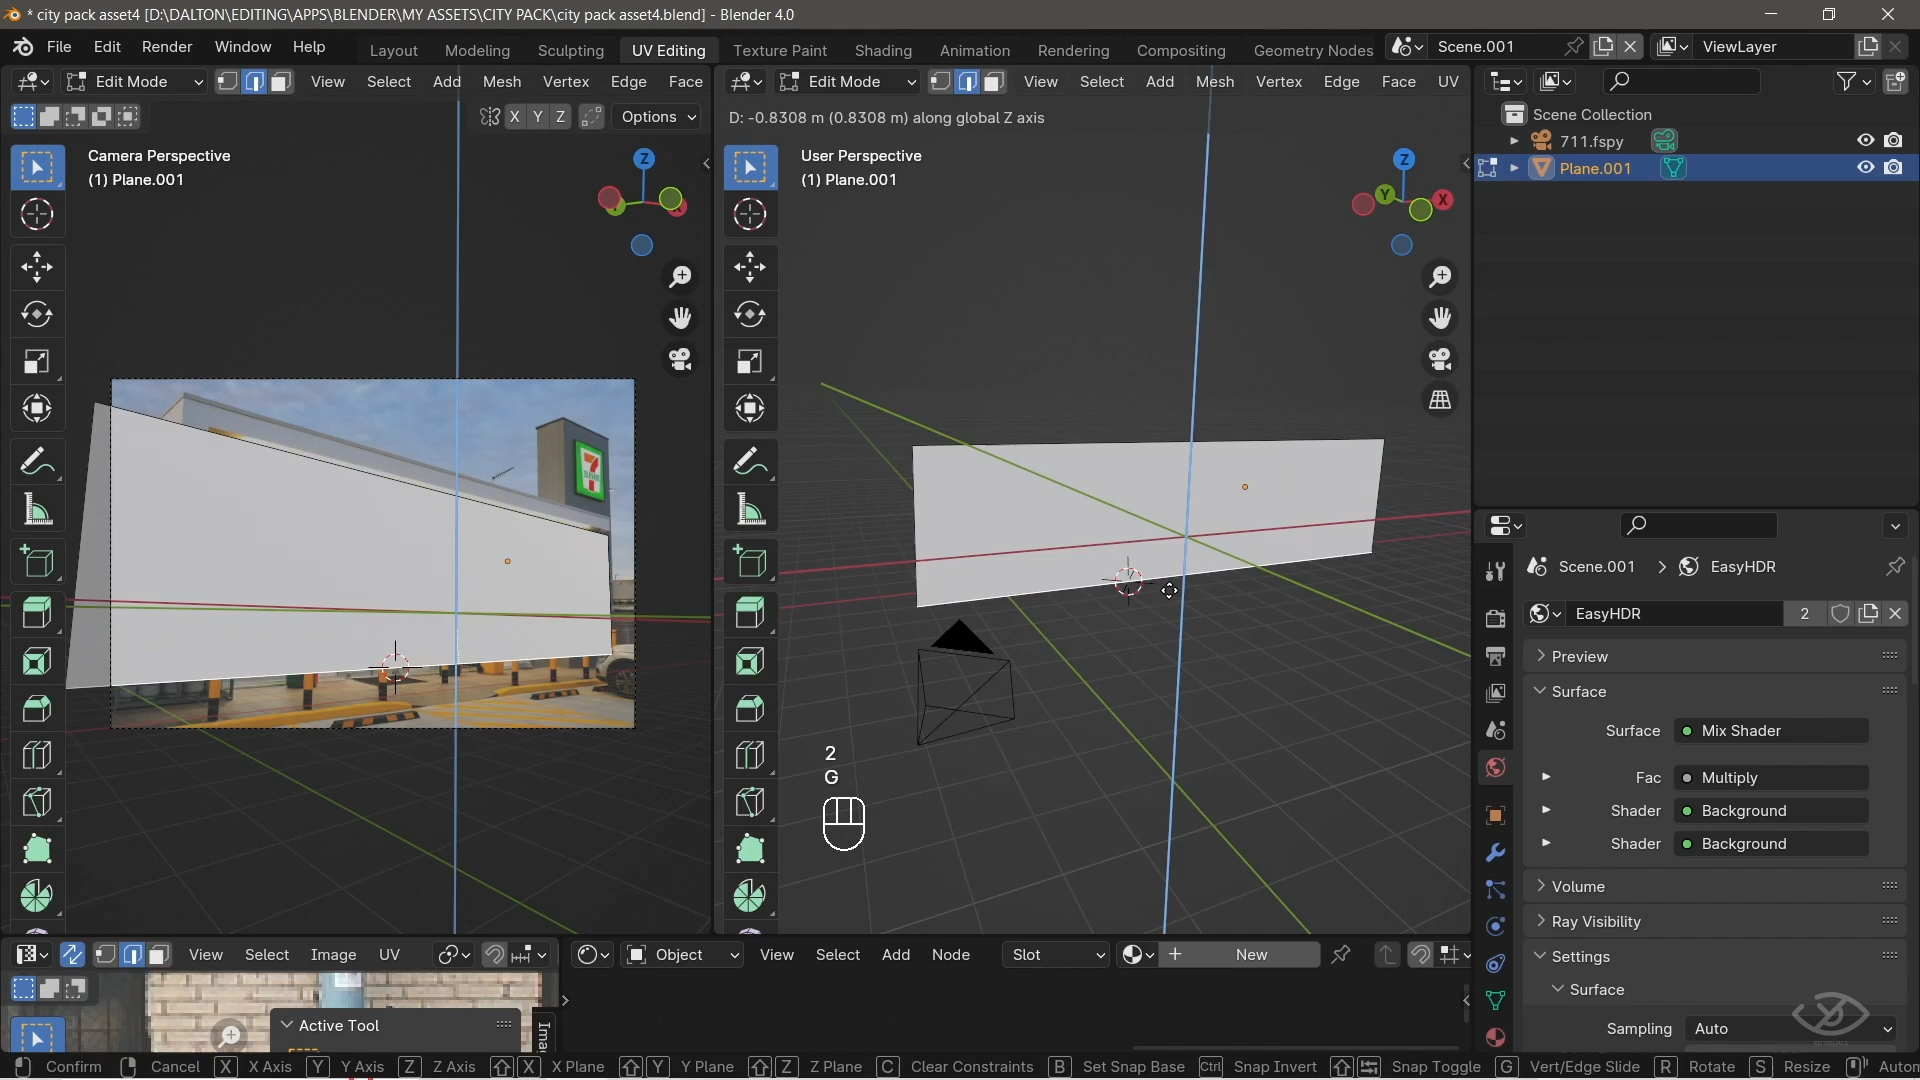 * city pack asset4 [D:\DALTON\EDITING\APPS\BLENDER\MY ASSETS\CITY PACK\city pack asset4.blend] - Blender 4.0
File Edit Render Window Help Layout Modeling Sculpting UV Editing Texture Paint Shading Animation Rendering Compositing Geometry Nodes Scene.001 ViewLayer
Edit Mode View Select Add Mesh Vertex Edge Face
Edit Mode View Select Add Mesh Vertex Edge Face UV
X Y Z Options
D: -0.8308 m (0.8308 m) along global Z axis
Camera Perspective
(1) Plane.001
Z
User Perspective
(1) Plane.001
Z
Y
X
Scene Collection
711.fspy
Plane.001
7
2
G
Scene.001 > EasyHDR
EasyHDR 2
Preview
Surface
Surface Mix Shader
Fac Multiply
Shader Background
Shader Background
Volume
Ray Visibility
Settings
Surface
Sampling Auto
View Select Image UV
Object View Select Add Node Slot New
Active Tool
Imag
Confirm Cancel X X Axis Y Y Axis Z Z Axis X X Plane Y Y Plane Z Z Plane C Clear Constraints B Set Snap Base Ctrl Snap Invert Snap Toggle G Vert/Edge Slide R Rotate S Resize Autom